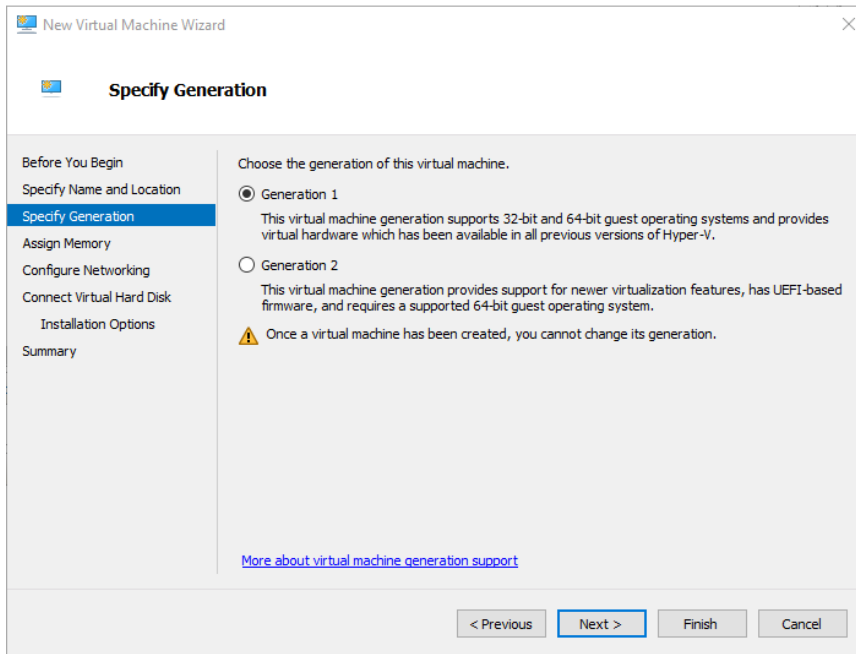 New Virtual Machine Wizard
Specify Generation
Before You Begin
Specify Name and Location
Specify Generation
Assign Memory
Configure Networking
Connect Virtual Hard Disk
Installation Options
Summary
Choose the generation of this virtual machine.
Generation 1
This virtual machine generation supports 32-bit and 64-bit guest operating systems and provides
virtual hardware which has been available in all previous versions of Hyper-V.
Generation 2
This virtual machine generation provides support for newer virtualization features, has UEFI-based
firmware, and requires a supported 64-bit guest operating system.
Once a virtual machine has been created, you cannot change its generation.
More about virtual machine generation support
< Previous
Next >
Finish
Cancel